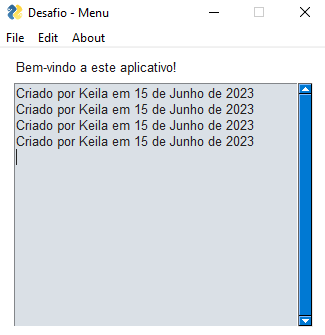 Desafio - Menu
File Edit About
Bem-vindo a este aplicativo!
Criado por Keila em 15 de Junho de 2023
Criado por Keila em 15 de Junho de 2023
Criado por Keila em 15 de Junho de 2023
Criado por Keila em 15 de Junho de 2023